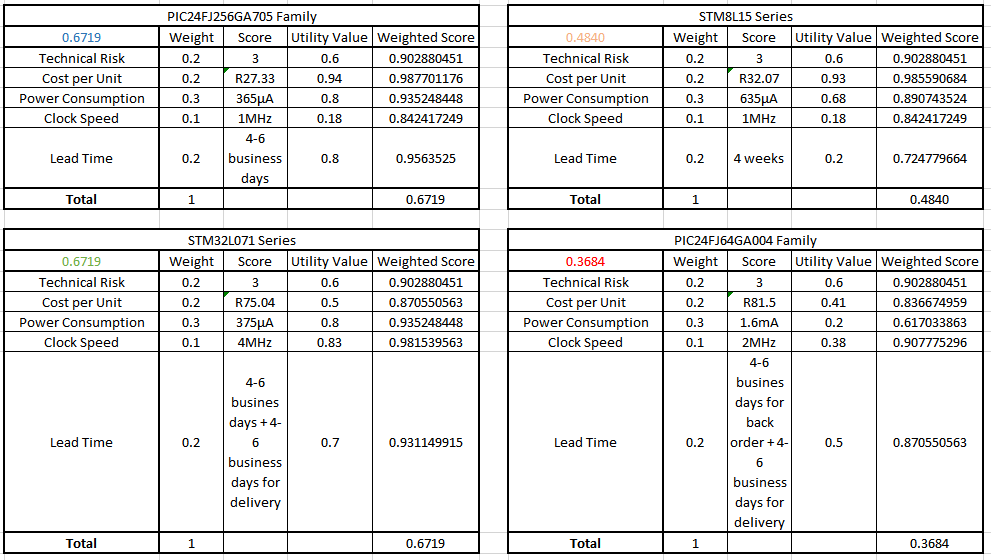 PIC24FJ256GA705 Family
0.6719 Weight Score Utility Value Weighted Score
Technical Risk 0.2 3 0.6 0.902880451
Cost per Unit 0.2 R27.33 0.94 0.987701176
Power Consumption 0.3 365µA 0.8 0.935248448
Clock Speed 0.1 1MHz 0.18 0.842417249
Lead Time 0.2 4-6
business
days 0.8 0.9563525
Total 1 0.6719
STM8L15 Series
0.4840 Weight Score Utility Value Weighted Score
Technical Risk 0.2 3 0.6 0.902880451
Cost per Unit 0.2 R32.07 0.93 0.985590684
Power Consumption 0.3 635µA 0.68 0.890743524
Clock Speed 0.1 1MHz 0.18 0.842417249
Lead Time 0.2 4 weeks 0.2 0.724779664
Total 1 0.4840
STM32L071 Series
0.6719 Weight Score Utility Value Weighted Score
Technical Risk 0.2 3 0.6 0.902880451
Cost per Unit 0.2 R75.04 0.5 0.870550563
Power Consumption 0.3 375µA 0.8 0.935248448
Clock Speed 0.1 4MHz 0.83 0.981539563
Lead Time 0.2 4-6
busines
days + 4-
6
business
days for
delivery 0.7 0.931149915
Total 1 0.6719
PIC24FJ64GA004 Family
0.3684 Weight Score Utility Value Weighted Score
Technical Risk 0.2 3 0.6 0.902880451
Cost per Unit 0.2 R81.5 0.41 0.836674959
Power Consumption 0.3 1.6mA 0.2 0.617033863
Clock Speed 0.1 2MHz 0.38 0.907775296
Lead Time 0.2 4-6
busines
days for
back
order + 4-
6
business
days for
delivery 0.5 0.870550563
Total 1 0.3684